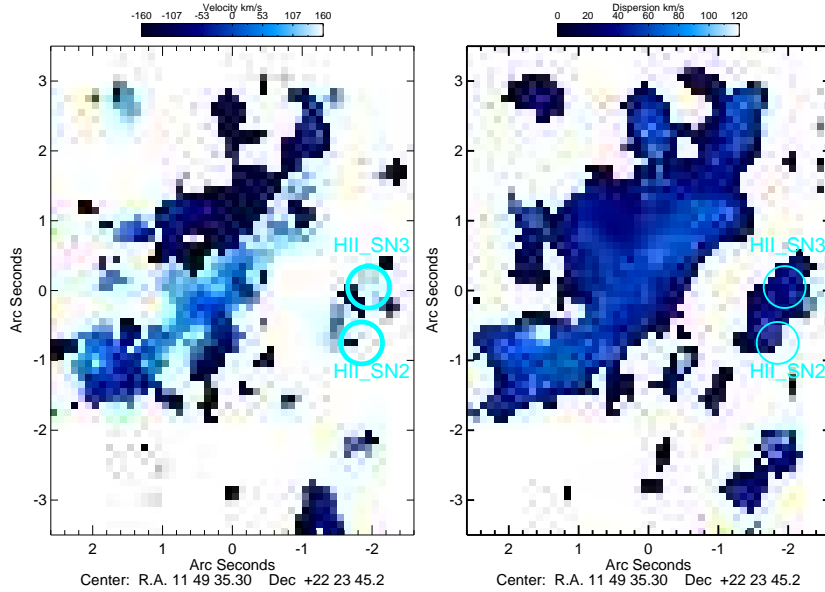 Velocity km/s
-160 -107 -53 0 53 107 160
3
2
1
0
-1
-2
-3
Arc Seconds
HII_SN3
HII_SN2
2 1 0 -1 -2
Arc Seconds
Center: R.A. 11 49 35.30 Dec +22 23 45.2
Dispersion km/s
0 20 40 60 80 100 120
3
2
1
0
-1
-2
-3
Arc Seconds
HII_SN3
HII_SN2
2 1 0 -1 -2
Arc Seconds
Center: R.A. 11 49 35.30 Dec +22 23 45.2